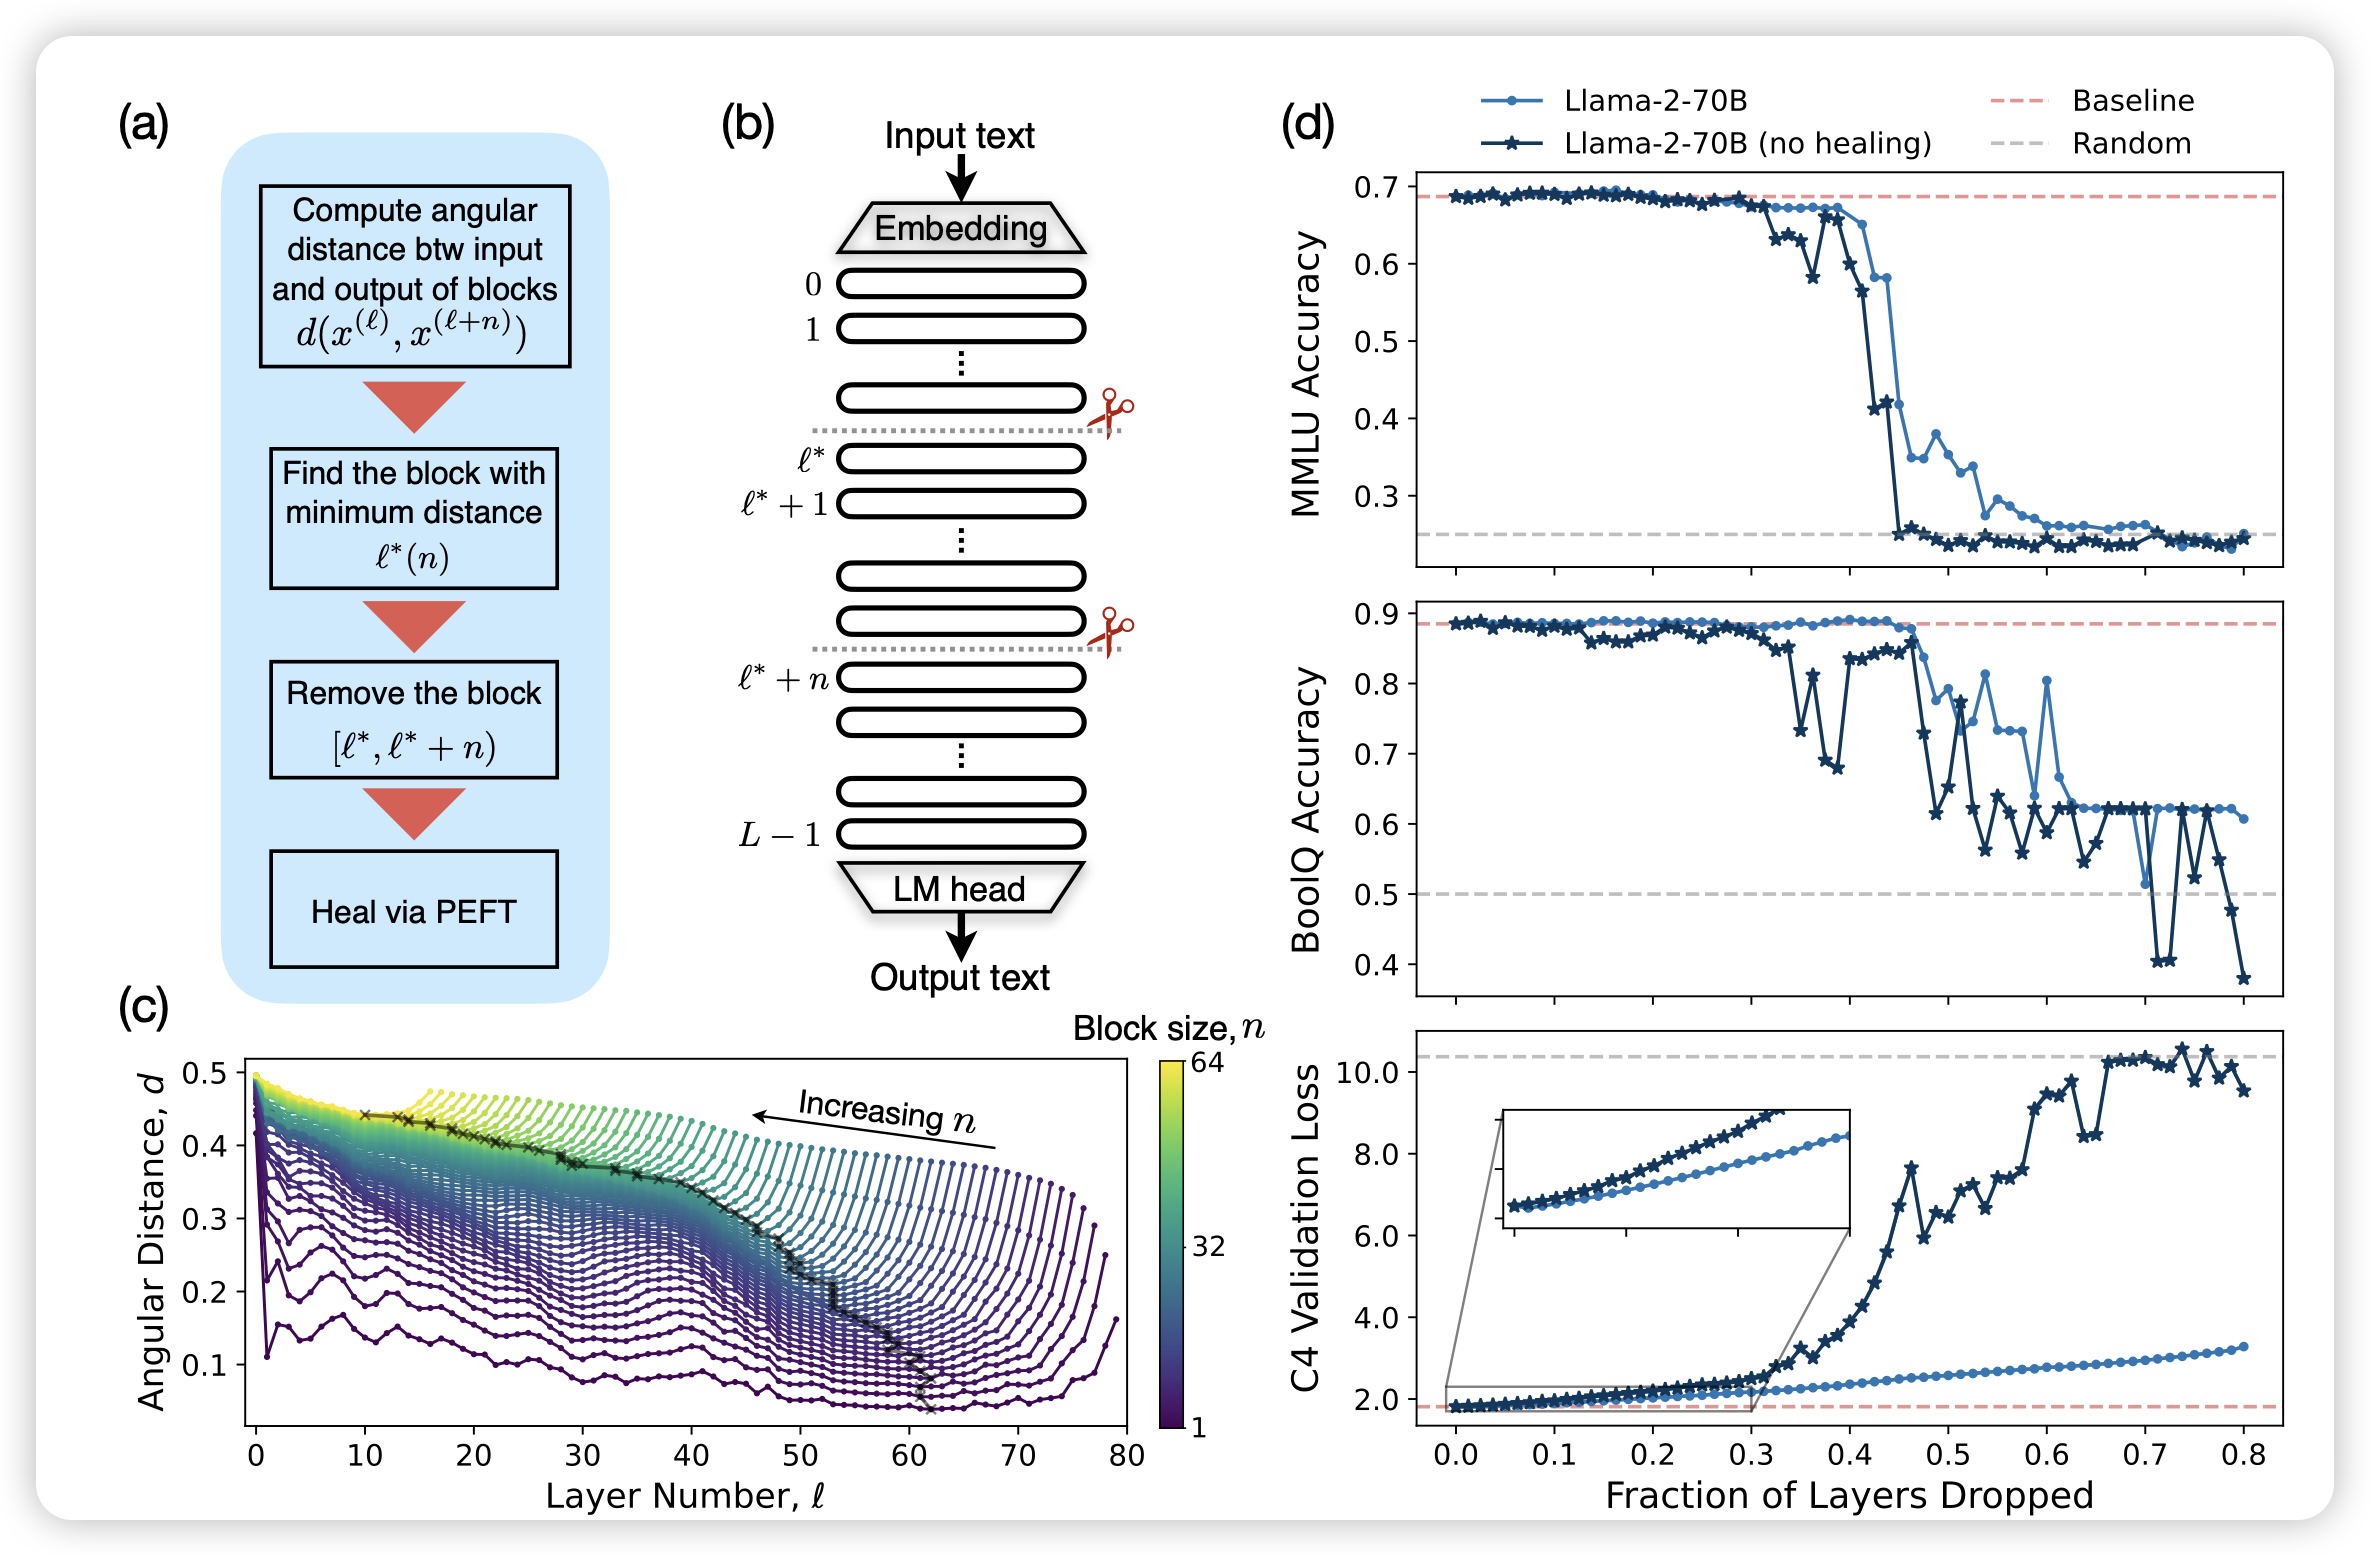 (a)
Compute angular
distance btw input
and output of blocks
d(x^(ℓ), x^(ℓ+n))
Find the block with
minimum distance
ℓ*(n)
Remove the block
[ℓ*, ℓ* + n)
Heal via PEFT
(b)
Input text
Embedding
0
1
ℓ*
ℓ* + 1
ℓ* + n
L − 1
LM head
Output text
(c)
Block size, n
64
32
1
Increasing n
Angular Distance, d
0.5
0.4
0.3
0.2
0.1
0 10 20 30 40 50 60 70 80
Layer Number, ℓ
(d)
Llama-2-70B
Llama-2-70B (no healing)
Baseline
Random
MMLU Accuracy
0.7
0.6
0.5
0.4
0.3
BoolQ Accuracy
0.9
0.8
0.7
0.6
0.5
0.4
C4 Validation Loss
10.0
8.0
6.0
4.0
2.0
0.0 0.1 0.2 0.3 0.4 0.5 0.6 0.7 0.8
Fraction of Layers Dropped